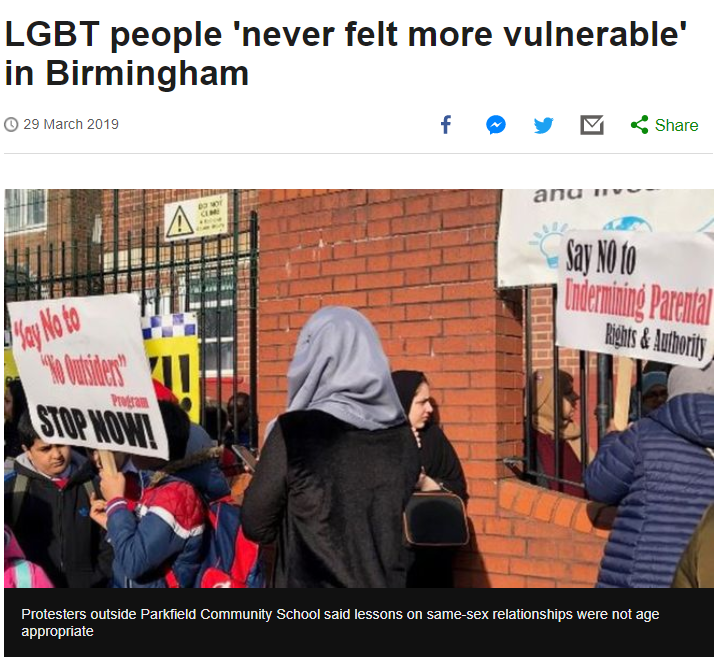 LGBT people 'never felt more vulnerable'
in Birmingham
29 March 2019
Share
DO NOT
CLIMB
and
"Say No to
"No Outsiders"
Program
STOP NOW!
Say NO to
Undermining Parental
Rights & Authority
Protesters outside Parkfield Community School said lessons on same-sex relationships were not age
appropriate